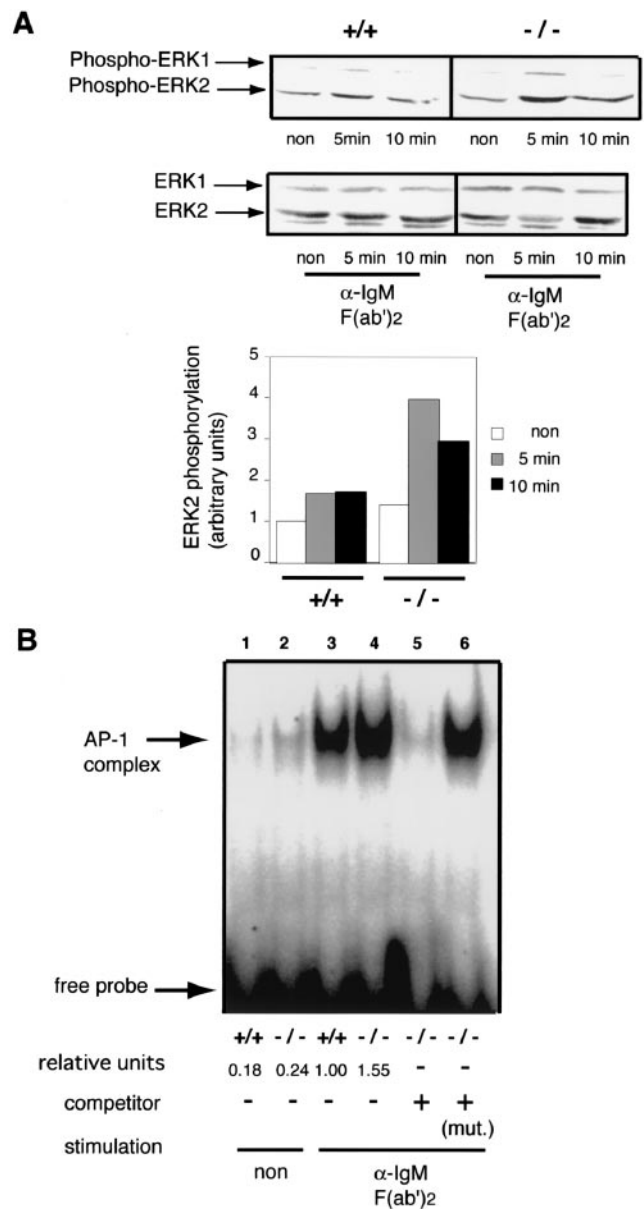 A
+/+ - / -
Phospho-ERK1
Phospho-ERK2
non 5min 10 min non 5 min 10 min
ERK1
ERK2
non 5 min 10 min non 5 min 10 min
α-IgM α-IgM
F(ab')2 F(ab')2
ERK2 phosphorylation
(arbitrary units)
5
4
3
2
1
0
non
5 min
10 min
+/+ - / -
B
1 2 3 4 5 6
AP-1
complex
free probe
+/+ - / - +/+ - / - - / - - / -
relative units 0.18 0.24 1.00 1.55 - -
competitor - - - - + +
(mut.)
stimulation
non α-IgM
F(ab')2